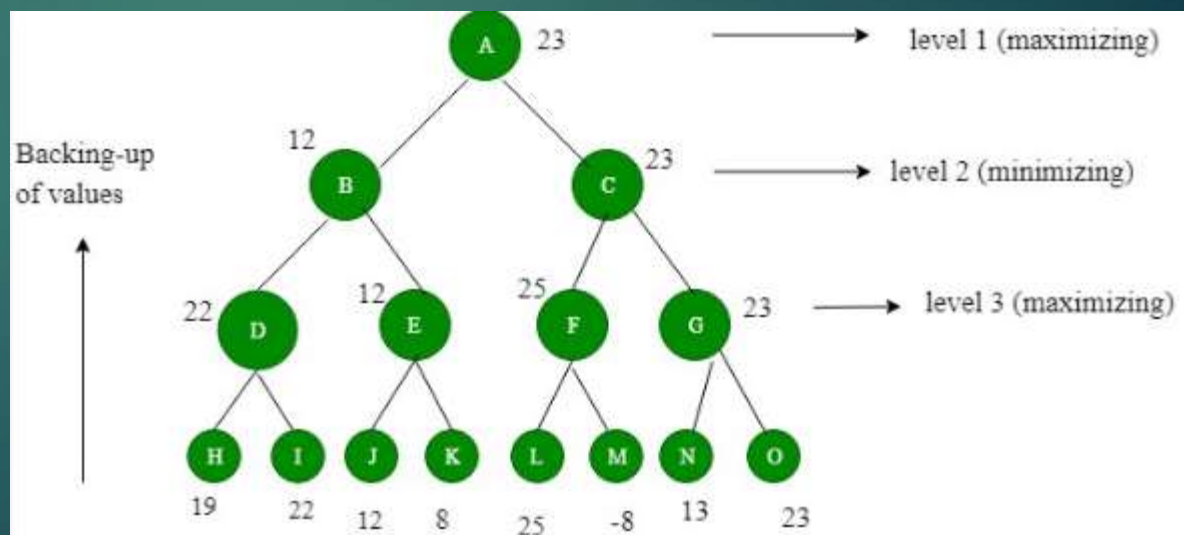 A
23
level 1 (maximizing)
Backing-up
of values
12
B
C
23
level 2 (minimizing)
22
D
12
E
25
F
G
23
level 3 (maximizing)
H
I
J
K
L
M
N
O
19
22
12
8
25
-8
13
23